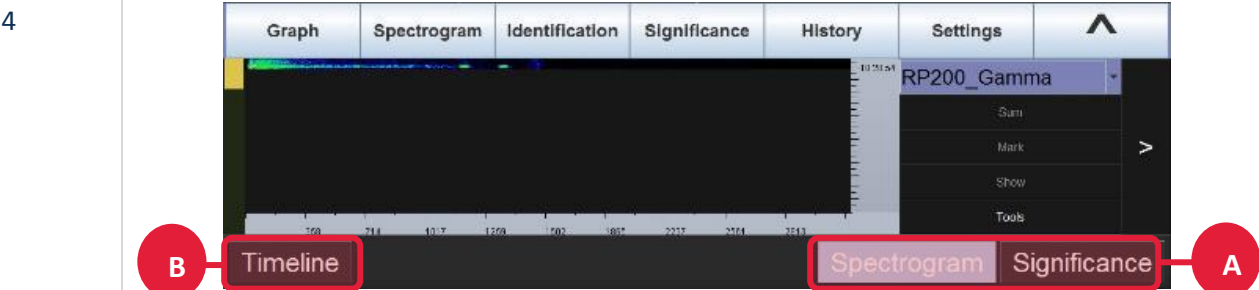 4
Graph Spectrogram Identification Significance History Settings
RP200_Gamma
Sum
Mark
>
Show
Tools
B Timeline Spectrogram Significance A